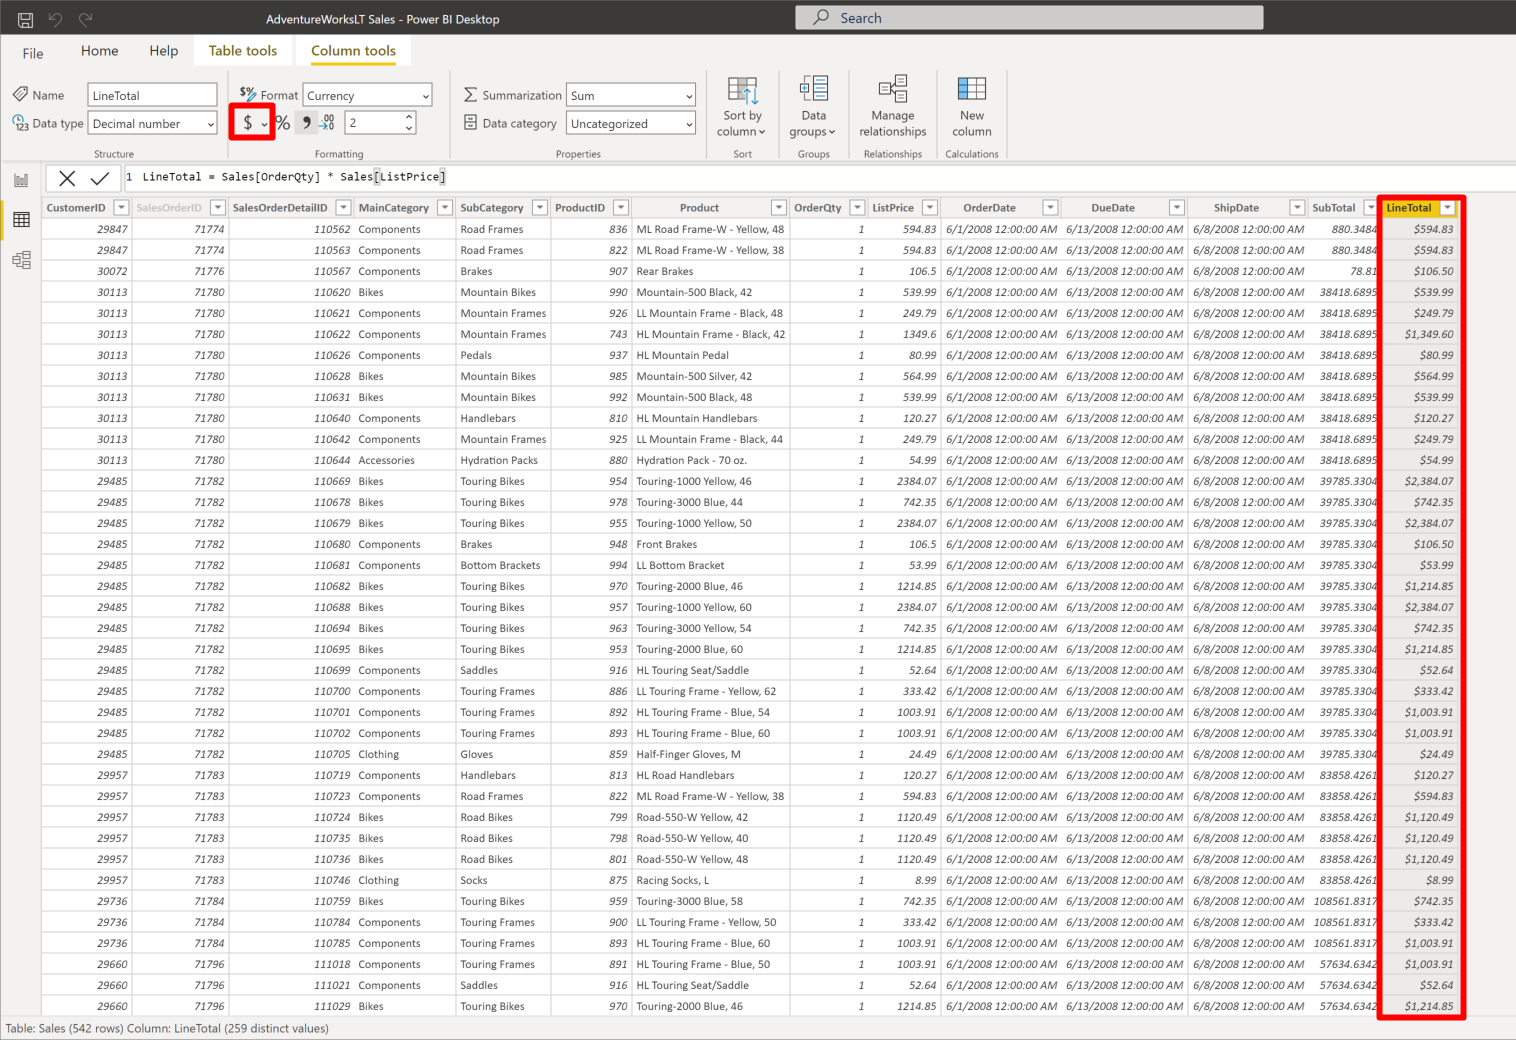 AdventureWorksLT Sales - Power BI Desktop
Search
File Home Help Table tools Column tools
Name LineTotal
Data type Decimal number
Structure
$% Format Currency
$ % 9 .00 →0 2
Formatting
Summarization Sum
Data category Uncategorized
Properties
Sort by column
Sort
Data groups
Groups
Manage relationships
Relationships
New column
Calculations
1 LineTotal = Sales[OrderQty] * Sales[ListPrice]
CustomerID SalesOrderID SalesOrderDetailID MainCategory SubCategory ProductID Product OrderQty ListPrice OrderDate DueDate ShipDate SubTotal LineTotal
29847 71774 110562 Components Road Frames 836 ML Road Frame-W - Yellow, 48 1 594.83 6/1/2008 12:00:00 AM 6/13/2008 12:00:00 AM 6/8/2008 12:00:00 AM 880.3484 $594.83
29847 71774 110563 Components Road Frames 822 ML Road Frame-W - Yellow, 38 1 594.83 6/1/2008 12:00:00 AM 6/13/2008 12:00:00 AM 6/8/2008 12:00:00 AM 880.3484 $594.83
30072 71776 110567 Components Brakes 907 Rear Brakes 1 106.5 6/1/2008 12:00:00 AM 6/13/2008 12:00:00 AM 6/8/2008 12:00:00 AM 78.81 $106.50
30113 71780 110620 Bikes Mountain Bikes 990 Mountain-500 Black, 42 1 539.99 6/1/2008 12:00:00 AM 6/13/2008 12:00:00 AM 6/8/2008 12:00:00 AM 38418.6895 $539.99
30113 71780 110621 Components Mountain Frames 926 LL Mountain Frame - Black, 48 1 249.79 6/1/2008 12:00:00 AM 6/13/2008 12:00:00 AM 6/8/2008 12:00:00 AM 38418.6895 $249.79
30113 71780 110622 Components Mountain Frames 743 HL Mountain Frame - Black, 42 1 1349.6 6/1/2008 12:00:00 AM 6/13/2008 12:00:00 AM 6/8/2008 12:00:00 AM 38418.6895 $1,349.60
30113 71780 110626 Components Pedals 937 HL Mountain Pedal 1 80.99 6/1/2008 12:00:00 AM 6/13/2008 12:00:00 AM 6/8/2008 12:00:00 AM 38418.6895 $80.99
30113 71780 110628 Bikes Mountain Bikes 985 Mountain-500 Silver, 42 1 564.99 6/1/2008 12:00:00 AM 6/13/2008 12:00:00 AM 6/8/2008 12:00:00 AM 38418.6895 $564.99
30113 71780 110631 Bikes Mountain Bikes 992 Mountain-500 Black, 48 1 539.99 6/1/2008 12:00:00 AM 6/13/2008 12:00:00 AM 6/8/2008 12:00:00 AM 38418.6895 $539.99
30113 71780 110640 Components Handlebars 810 HL Mountain Handlebars 1 120.27 6/1/2008 12:00:00 AM 6/13/2008 12:00:00 AM 6/8/2008 12:00:00 AM 38418.6895 $120.27
30113 71780 110642 Components Mountain Frames 925 LL Mountain Frame - Black, 44 1 249.79 6/1/2008 12:00:00 AM 6/13/2008 12:00:00 AM 6/8/2008 12:00:00 AM 38418.6895 $249.79
30113 71780 110644 Accessories Hydration Packs 880 Hydration Pack - 70 oz. 1 54.99 6/1/2008 12:00:00 AM 6/13/2008 12:00:00 AM 6/8/2008 12:00:00 AM 38418.6895 $54.99
29485 71782 110669 Bikes Touring Bikes 954 Touring-1000 Yellow, 46 1 2384.07 6/1/2008 12:00:00 AM 6/13/2008 12:00:00 AM 6/8/2008 12:00:00 AM 39785.3304 $2,384.07
29485 71782 110678 Bikes Touring Bikes 978 Touring-3000 Blue, 44 1 742.35 6/1/2008 12:00:00 AM 6/13/2008 12:00:00 AM 6/8/2008 12:00:00 AM 39785.3304 $742.35
29485 71782 110679 Bikes Touring Bikes 955 Touring-1000 Yellow, 50 1 2384.07 6/1/2008 12:00:00 AM 6/13/2008 12:00:00 AM 6/8/2008 12:00:00 AM 39785.3304 $2,384.07
29485 71782 110680 Components Brakes 948 Front Brakes 1 106.5 6/1/2008 12:00:00 AM 6/13/2008 12:00:00 AM 6/8/2008 12:00:00 AM 39785.3304 $106.50
29485 71782 110681 Components Bottom Brackets 994 LL Bottom Bracket 1 53.99 6/1/2008 12:00:00 AM 6/13/2008 12:00:00 AM 6/8/2008 12:00:00 AM 39785.3304 $53.99
29485 71782 110682 Bikes Touring Bikes 970 Touring-2000 Blue, 46 1 1214.85 6/1/2008 12:00:00 AM 6/13/2008 12:00:00 AM 6/8/2008 12:00:00 AM 39785.3304 $1,214.85
29485 71782 110688 Bikes Touring Bikes 957 Touring-1000 Yellow, 60 1 2384.07 6/1/2008 12:00:00 AM 6/13/2008 12:00:00 AM 6/8/2008 12:00:00 AM 39785.3304 $2,384.07
29485 71782 110694 Bikes Touring Bikes 963 Touring-3000 Yellow, 54 1 742.35 6/1/2008 12:00:00 AM 6/13/2008 12:00:00 AM 6/8/2008 12:00:00 AM 39785.3304 $742.35
29485 71782 110695 Bikes Touring Bikes 953 Touring-2000 Blue, 60 1 1214.85 6/1/2008 12:00:00 AM 6/13/2008 12:00:00 AM 6/8/2008 12:00:00 AM 39785.3304 $1,214.85
29485 71782 110699 Components Saddles 916 HL Touring Seat/Saddle 1 52.64 6/1/2008 12:00:00 AM 6/13/2008 12:00:00 AM 6/8/2008 12:00:00 AM 39785.3304 $52.64
29485 71782 110700 Components Touring Frames 886 LL Touring Frame - Yellow, 62 1 333.42 6/1/2008 12:00:00 AM 6/13/2008 12:00:00 AM 6/8/2008 12:00:00 AM 39785.3304 $333.42
29485 71782 110701 Components Touring Frames 892 HL Touring Frame - Blue, 54 1 1003.91 6/1/2008 12:00:00 AM 6/13/2008 12:00:00 AM 6/8/2008 12:00:00 AM 39785.3304 $1,003.91
29485 71782 110702 Components Touring Frames 893 HL Touring Frame - Blue, 60 1 1003.91 6/1/2008 12:00:00 AM 6/13/2008 12:00:00 AM 6/8/2008 12:00:00 AM 39785.3304 $1,003.91
29485 71782 110705 Clothing Gloves 859 Half-Finger Gloves, M 1 24.49 6/1/2008 12:00:00 AM 6/13/2008 12:00:00 AM 6/8/2008 12:00:00 AM 39785.3304 $24.49
29957 71783 110719 Components Handlebars 813 HL Road Handlebars 1 120.27 6/1/2008 12:00:00 AM 6/13/2008 12:00:00 AM 6/8/2008 12:00:00 AM 83858.4261 $120.27
29957 71783 110723 Components Road Frames 822 ML Road Frame-W - Yellow, 38 1 594.83 6/1/2008 12:00:00 AM 6/13/2008 12:00:00 AM 6/8/2008 12:00:00 AM 83858.4261 $594.83
29957 71783 110724 Bikes Road Bikes 799 Road-550-W Yellow, 42 1 1120.49 6/1/2008 12:00:00 AM 6/13/2008 12:00:00 AM 6/8/2008 12:00:00 AM 83858.4261 $1,120.49
29957 71783 110735 Bikes Road Bikes 798 Road-550-W Yellow, 40 1 1120.49 6/1/2008 12:00:00 AM 6/13/2008 12:00:00 AM 6/8/2008 12:00:00 AM 83858.4261 $1,120.49
29957 71783 110736 Bikes Road Bikes 801 Road-550-W Yellow, 48 1 1120.49 6/1/2008 12:00:00 AM 6/13/2008 12:00:00 AM 6/8/2008 12:00:00 AM 83858.4261 $1,120.49
29957 71783 110746 Clothing Socks 875 Racing Socks, L 1 8.99 6/1/2008 12:00:00 AM 6/13/2008 12:00:00 AM 6/8/2008 12:00:00 AM 83858.4261 $8.99
29736 71784 110759 Bikes Touring Bikes 959 Touring-3000 Blue, 58 1 742.35 6/1/2008 12:00:00 AM 6/13/2008 12:00:00 AM 6/8/2008 12:00:00 AM 108561.8317 $742.35
29736 71784 110784 Components Touring Frames 900 LL Touring Frame - Yellow, 50 1 333.42 6/1/2008 12:00:00 AM 6/13/2008 12:00:00 AM 6/8/2008 12:00:00 AM 108561.8317 $333.42
29736 71784 110785 Components Touring Frames 893 HL Touring Frame - Blue, 60 1 1003.91 6/1/2008 12:00:00 AM 6/13/2008 12:00:00 AM 6/8/2008 12:00:00 AM 108561.8317 $1,003.91
29660 71796 111018 Components Touring Frames 891 HL Touring Frame - Blue, 50 1 1003.91 6/1/2008 12:00:00 AM 6/13/2008 12:00:00 AM 6/8/2008 12:00:00 AM 57634.6342 $1,003.91
29660 71796 111021 Components Saddles 916 HL Touring Seat/Saddle 1 52.64 6/1/2008 12:00:00 AM 6/13/2008 12:00:00 AM 6/8/2008 12:00:00 AM 57634.6342 $52.64
29660 71796 111029 Bikes Touring Bikes 970 Touring-2000 Blue, 46 1 1214.85 6/1/2008 12:00:00 AM 6/13/2008 12:00:00 AM 6/8/2008 12:00:00 AM 57634.6342 $1,214.85
Table: Sales (542 rows) Column: LineTotal (259 distinct values)